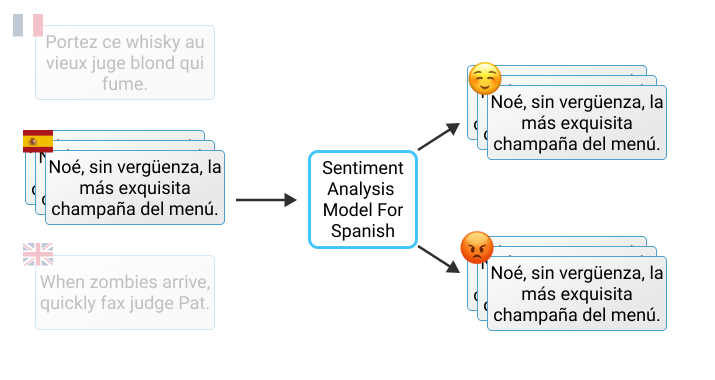 Portez ce whisky au
vieux juge blond qui
fume.
Noé, sin vergüenza, la
más exquisita
champaña del menú.
When zombies arrive,
quickly fax judge Pat.
Sentiment
Analysis
Model For
Spanish
Noé, sin vergüenza, la
más exquisita
champaña del menú.
Noé, sin vergüenza, la
más exquisita
champaña del menú.